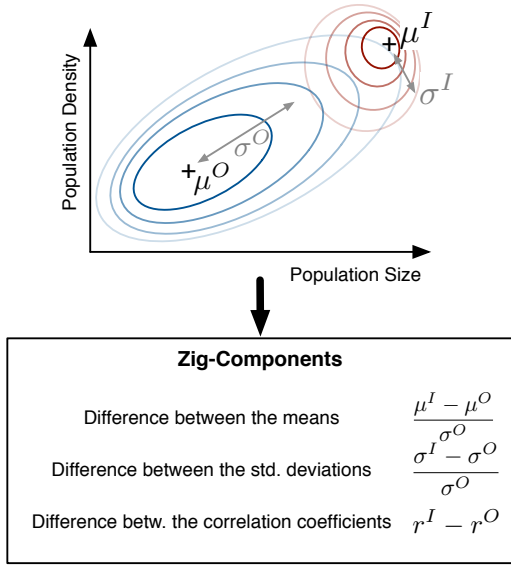 μ^I
σ^I
Population Density
σ^O
μ^O
Population Size
Zig-Components
Difference between the means (μ^I − μ^O) / σ^O
Difference between the std. deviations (σ^I − σ^O) / σ^O
Difference betw. the correlation coefficients r^I − r^O